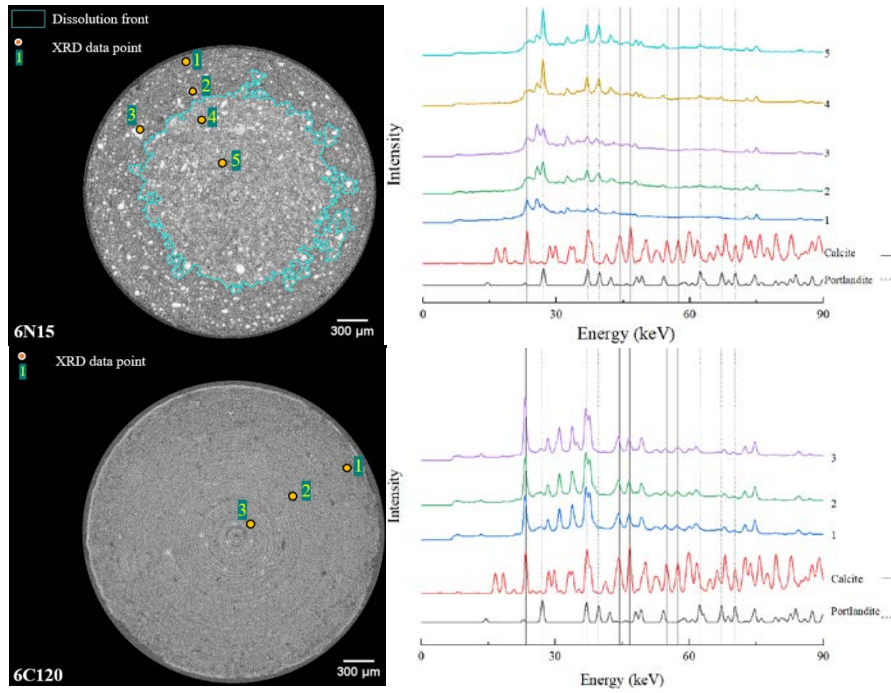 Dissolution front
XRD data point
1
1
2
3
4
5
6N15
300 µm
Intensity
5
4
3
2
1
Calcite
Portlandite
0
30
60
90
Energy (keV)
XRD data point
1
1
2
3
6C120
300 µm
Intensity
3
2
1
Calcite
Portlandite
0
30
60
90
Energy (keV)